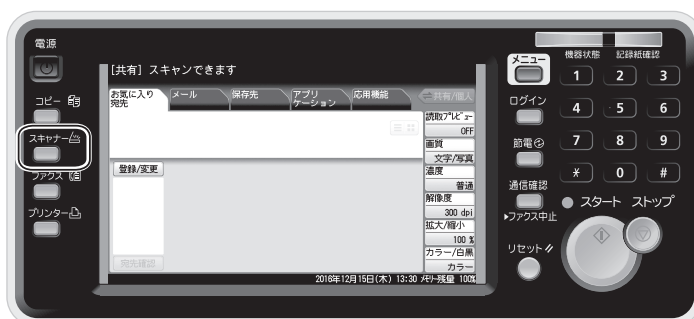 電源
コピー
スキャナー
ファクス
プリンター
[共有] スキャンできます
お気に入り
宛先
メール
保存先
アプリ
ケーション
応用機能
共有/個人
読取プレビュー
OFF
画質
文字/写真
濃度
普通
解像度
300 dpi
拡大/縮小
100 %
カラー/白黒
カラー
登録/変更
宛先確認
2016年12月15日(木) 13:30 メモリー残量 100%
機器状態 記録紙確認
メニュー
1 2 3
ログイン
4 5 6
節電
7 8 9
* 0 #
通信確認
▶ファクス中止
スタート ストップ
リセット